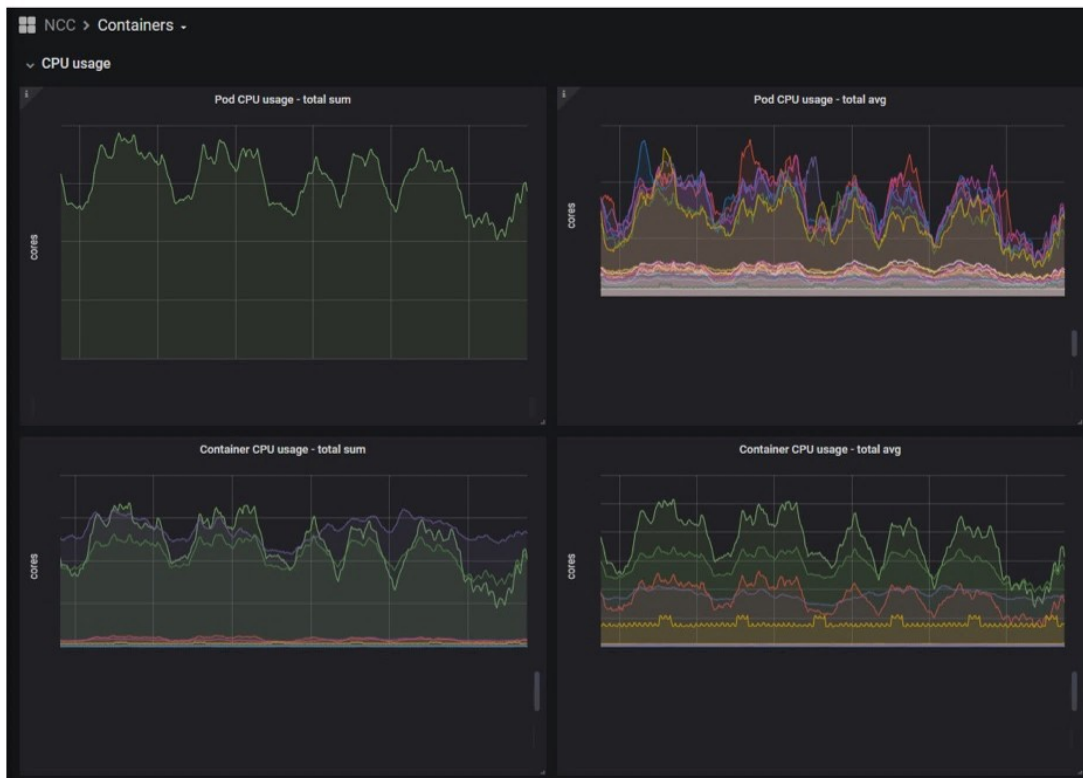 NCC > Containers
CPU usage
Pod CPU usage - total sum
cores
Pod CPU usage - total avg
cores
Container CPU usage - total sum
cores
Container CPU usage - total avg
cores